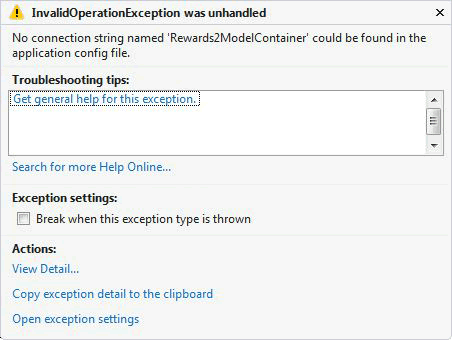 InvalidOperationException was unhandled
No connection string named 'Rewards2ModelContainer' could be found in the
application config file.
Troubleshooting tips:
Get general help for this exception.
Search for more Help Online...
Exception settings:
Break when this exception type is thrown
Actions:
View Detail...
Copy exception detail to the clipboard
Open exception settings